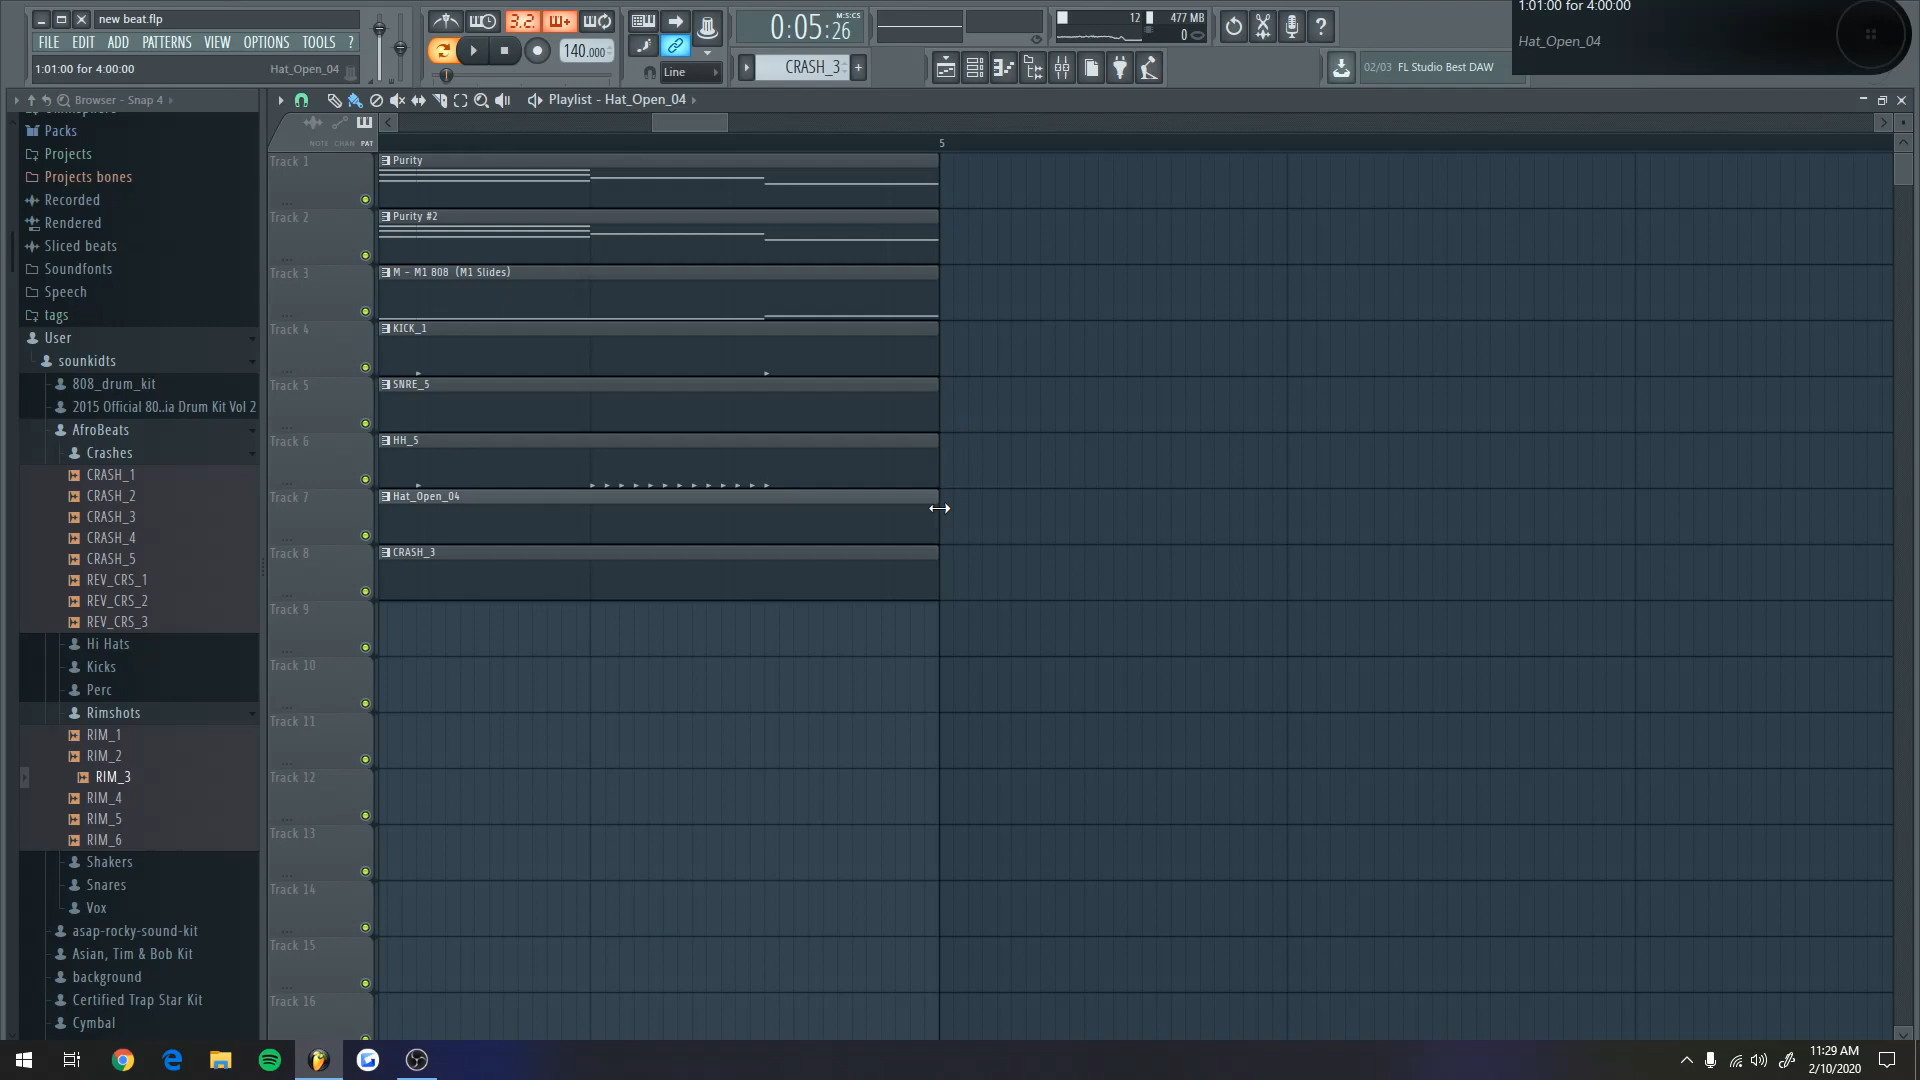 new beat.flp
FILE EDIT ADD PATTERNS VIEW OPTIONS TOOLS ?
1:01:00 for 4:00:00 Hat_Open_04
3.2.
140.000
Line
0:05:26
M:S:CS
CRASH_3
12
477 MB
0
02/03 FL Studio Best DAW
1:01:00 for 4:00:00
Hat_Open_04
Browser - Snap 4
Packs
Projects
Projects bones
Recorded
Rendered
Sliced beats
Soundfonts
Speech
tags
User
sounkidts
808_drum_kit
2015 Official 80..ia Drum Kit Vol 2
AfroBeats
Crashes
CRASH_1
CRASH_2
CRASH_3
CRASH_4
CRASH_5
REV_CRS_1
REV_CRS_2
REV_CRS_3
Hi Hats
Kicks
Perc
Rimshots
RIM_1
RIM_2
RIM_3
RIM_4
RIM_5
RIM_6
Shakers
Snares
Vox
asap-rocky-sound-kit
Asian, Tim & Bob Kit
background
Certified Trap Star Kit
Cymbal
Playlist - Hat_Open_04
NOTE CHAN PAT
5
Track 1
Purity
Track 2
Purity #2
Track 3
M - M1 808 (M1 Slides)
Track 4
KICK_1
Track 5
SNRE_5
Track 6
HH_5
Track 7
Hat_Open_04
Track 8
CRASH_3
Track 9
Track 10
Track 11
Track 12
Track 13
Track 14
Track 15
Track 16
11:29 AM
2/10/2020